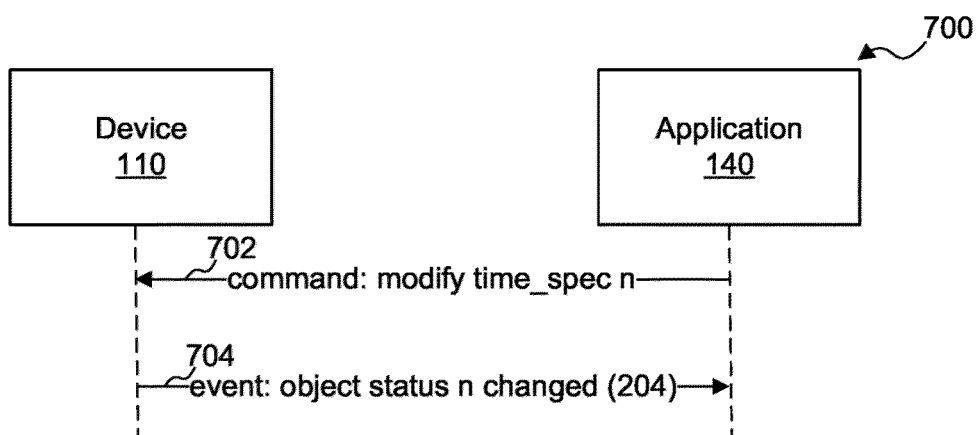 700
Device
110
Application
140
702
command: modify time_spec n
704
event: object status n changed (204)